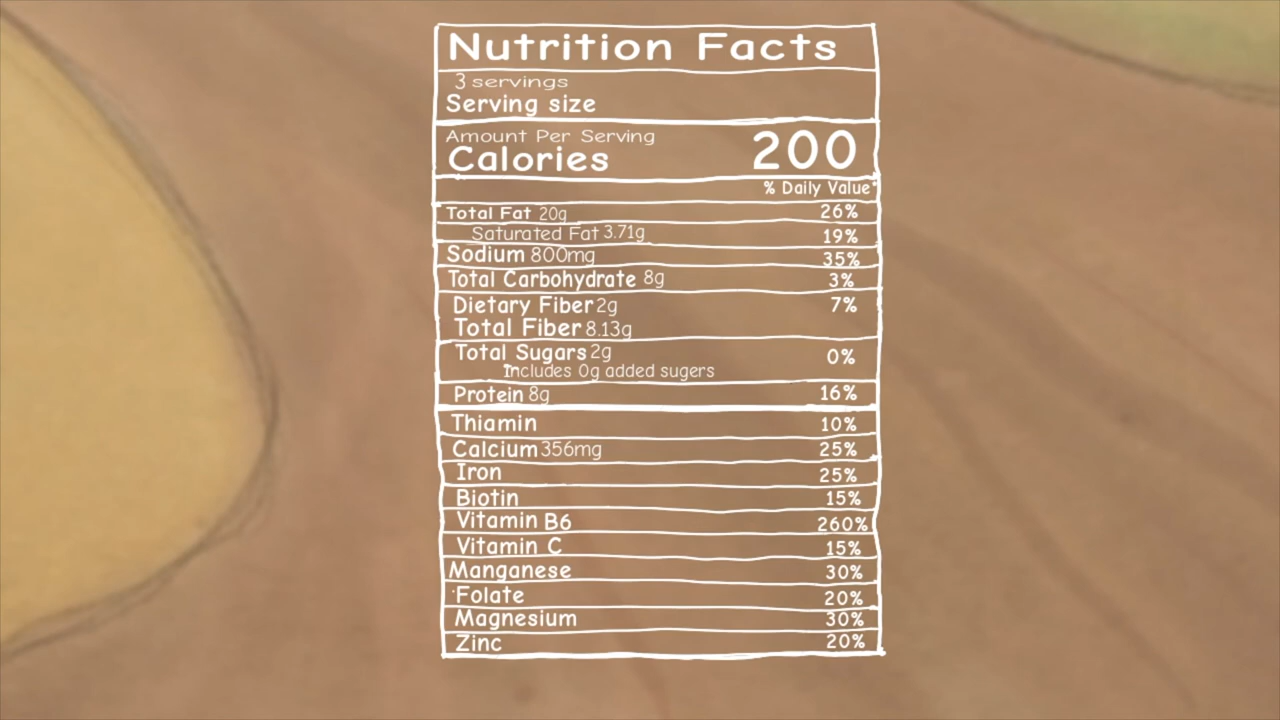 Nutrition Facts
3 servings
Serving size
Amount Per Serving
Calories 200
% Daily Value*
Total Fat 20g 26%
Saturated Fat 3.71g 19%
Sodium 800mg 35%
Total Carbohydrate 8g 3%
Dietary Fiber 2g 7%
Total Fiber 8.13g
Total Sugars 2g 0%
Includes 0g added sugers
Protein 8g 16%
Thiamin 10%
Calcium 356mg 25%
Iron 25%
Biotin 15%
Vitamin B6 260%
Vitamin C 15%
Manganese 30%
Folate 20%
Magnesium 30%
Zinc 20%